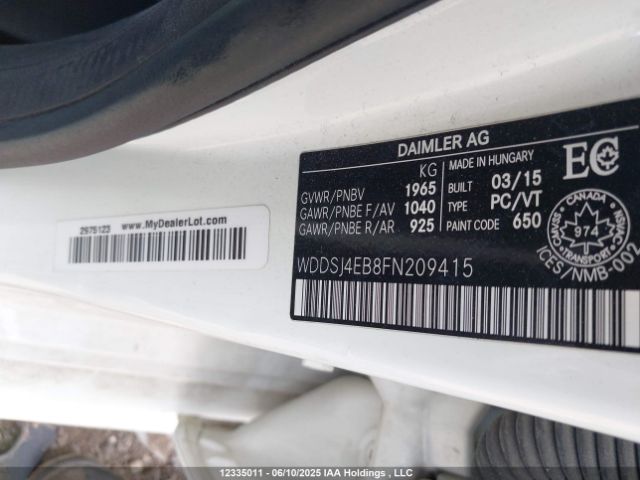 DAIMLER AG
KG
GVWR/PNBV 1965
GAWR/PNBE F/AV 1040
GAWR/PNBE R/AR 925
MADE IN HUNGARY
BUILT 03/15
TYPE PC/VT
PAINT CODE 650
EC
CANADA
974
TRANSPORT
ICES/NMB-002
WDDSJ4EB8FN209415
www.MyDealerLot.com
2975123
12335011 - 06/10/2025 IAA Holdings , LLC